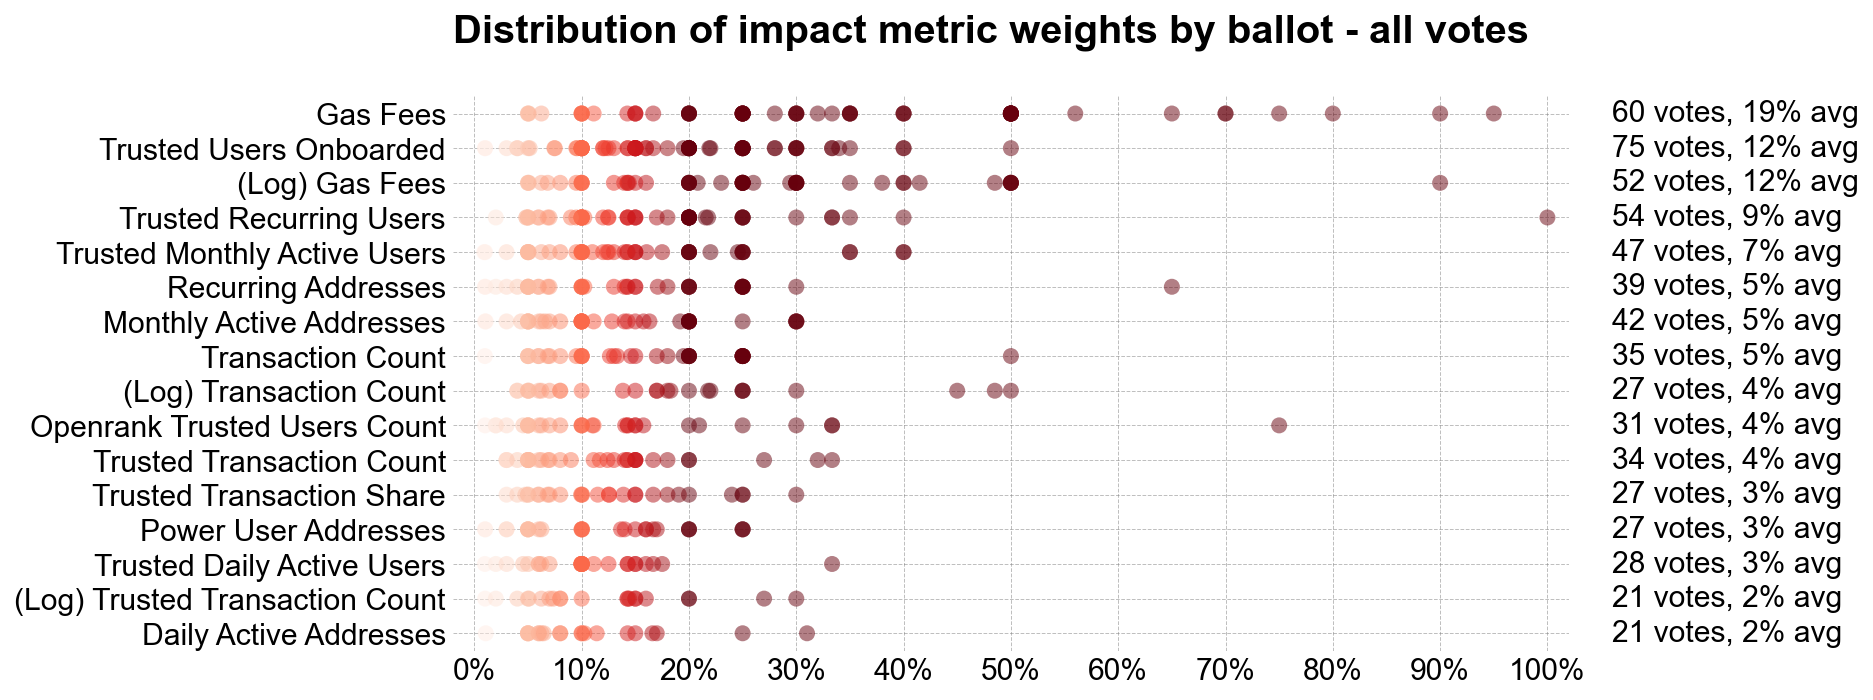 Distribution of impact metric weights by ballot - all votes
Gas Fees 60 votes, 19% avg
Trusted Users Onboarded 75 votes, 12% avg
(Log) Gas Fees 52 votes, 12% avg
Trusted Recurring Users 54 votes, 9% avg
Trusted Monthly Active Users 47 votes, 7% avg
Recurring Addresses 39 votes, 5% avg
Monthly Active Addresses 42 votes, 5% avg
Transaction Count 35 votes, 5% avg
(Log) Transaction Count 27 votes, 4% avg
Openrank Trusted Users Count 31 votes, 4% avg
Trusted Transaction Count 34 votes, 4% avg
Trusted Transaction Share 27 votes, 3% avg
Power User Addresses 27 votes, 3% avg
Trusted Daily Active Users 28 votes, 3% avg
(Log) Trusted Transaction Count 21 votes, 2% avg
Daily Active Addresses 21 votes, 2% avg
0% 10% 20% 30% 40% 50% 60% 70% 80% 90% 100%